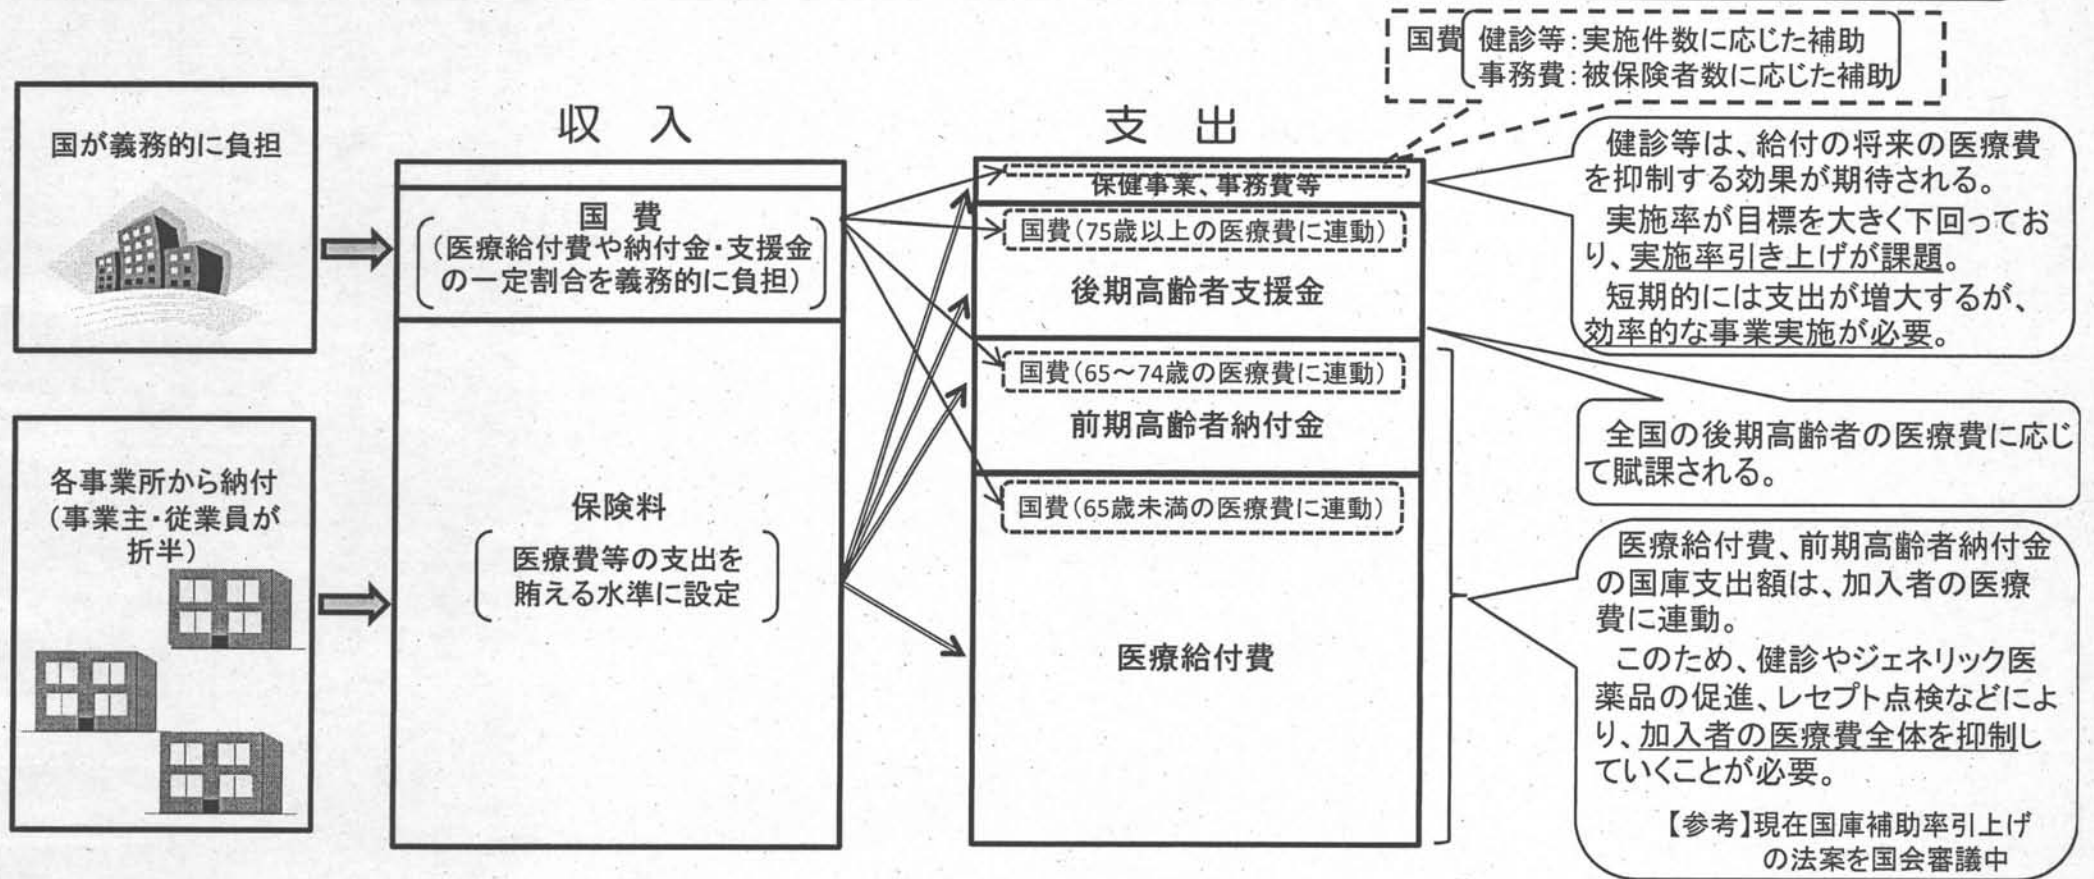 国費 健診等:実施件数に応じた補助
事務費:被保険者数に応じた補助
国が義務的に負担
各事業所から納付
(事業主・従業員が
折半)
収 入
国 費
(医療給付費や納付金・支援金
の一定割合を義務的に負担)
保険料
医療費等の支出を
賄える水準に設定
支 出
保健事業、事務費等
国費(75歳以上の医療費に連動)
後期高齢者支援金
国費(65~74歳の医療費に連動)
前期高齢者納付金
国費(65歳未満の医療費に連動)
医療給付費
健診等は、給付の将来の医療費
を抑制する効果が期待される。
実施率が目標を大きく下回ってお
り、実施率引き上げが課題。
短期的には支出が増大するが、
効率的な事業実施が必要。
全国の後期高齢者の医療費に応じ
て賦課される。
医療給付費、前期高齢者納付金
の国庫支出額は、加入者の医療
費に連動。
このため、健診やジェネリック医
薬品の促進、レセプト点検などによ
り、加入者の医療費全体を抑制し
ていくことが必要。
【参考】現在国庫補助率引上げ
の法案を国会審議中